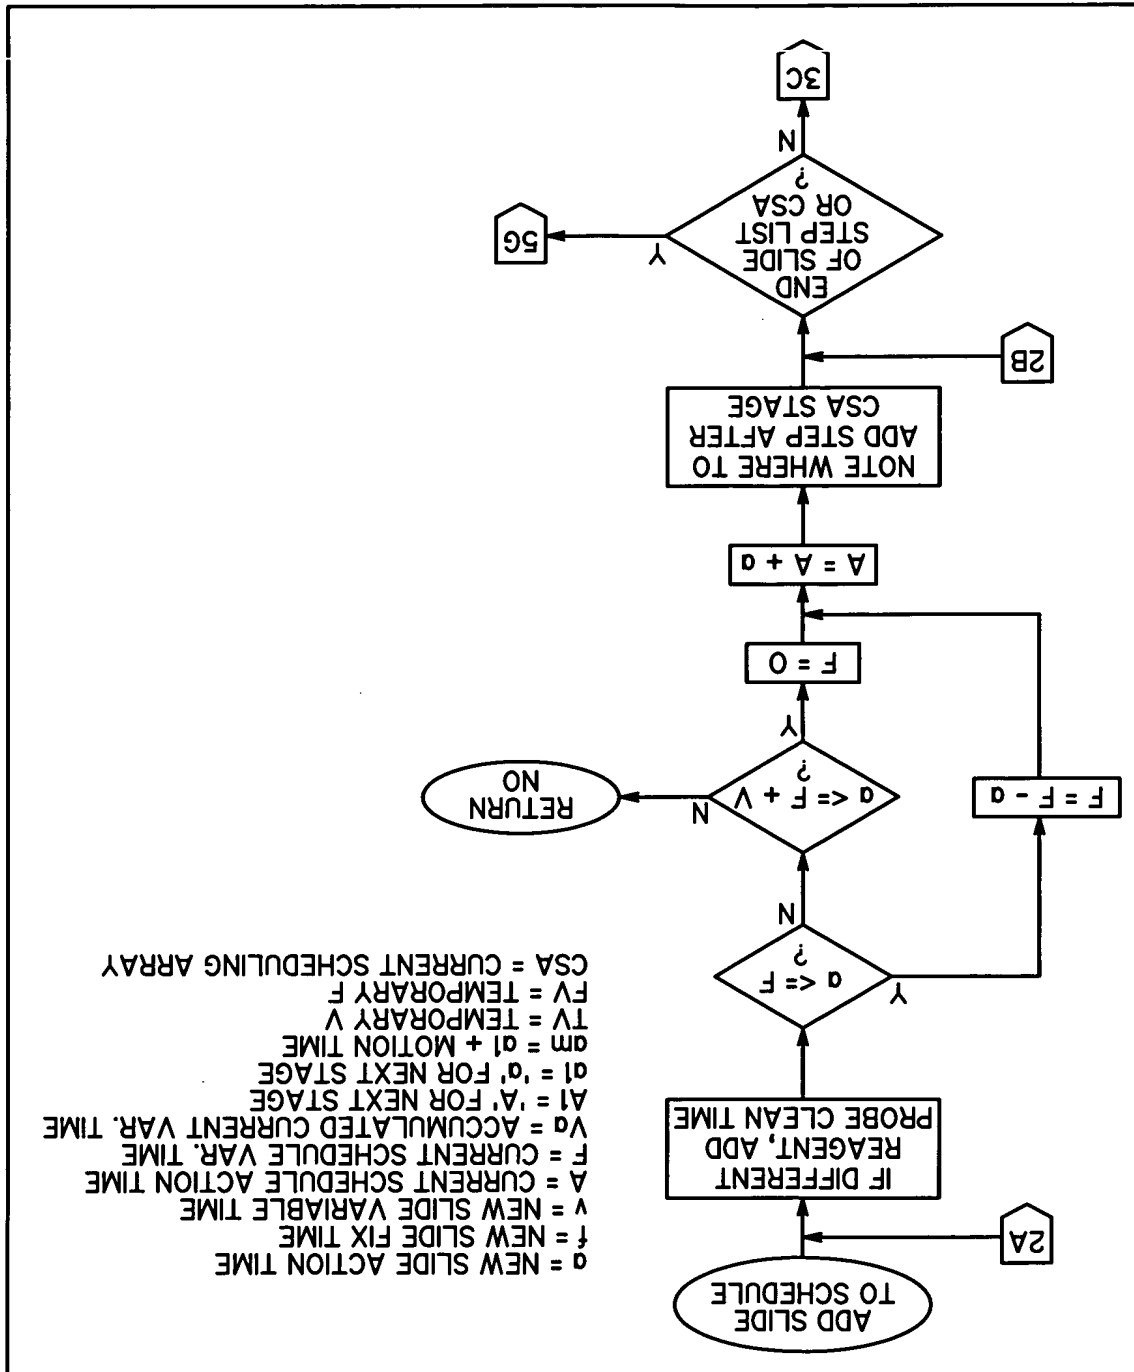 ADD SLIDE
TO SCHEDULE
2A
IF DIFFERENT
REAGENT, ADD
PROBE CLEAN TIME
a = NEW SLIDE ACTION TIME
f = NEW SLIDE FIX TIME
v = NEW SLIDE VARIABLE TIME
A = CURRENT SCHEDULE ACTION TIME
F = CURRENT SCHEDULE VAR. TIME
Va = ACCUMULATED CURRENT VAR. TIME
A1 = 'A' FOR NEXT STAGE
a1 = 'a' FOR NEXT STAGE
am = a1 + MOTION TIME
TV = TEMPORARY V
FV = TEMPORARY F
CSA = CURRENT SCHEDULING ARRAY
a <= F
?
Y
N
F = F - a
a <= F + V
?
N
Y
RETURN
NO
F = 0
A = A + a
NOTE WHERE TO
ADD STEP AFTER
CSA STAGE
2B
END
OF SLIDE
STEP LIST
OR CSA
?
Y
5G
N
3C